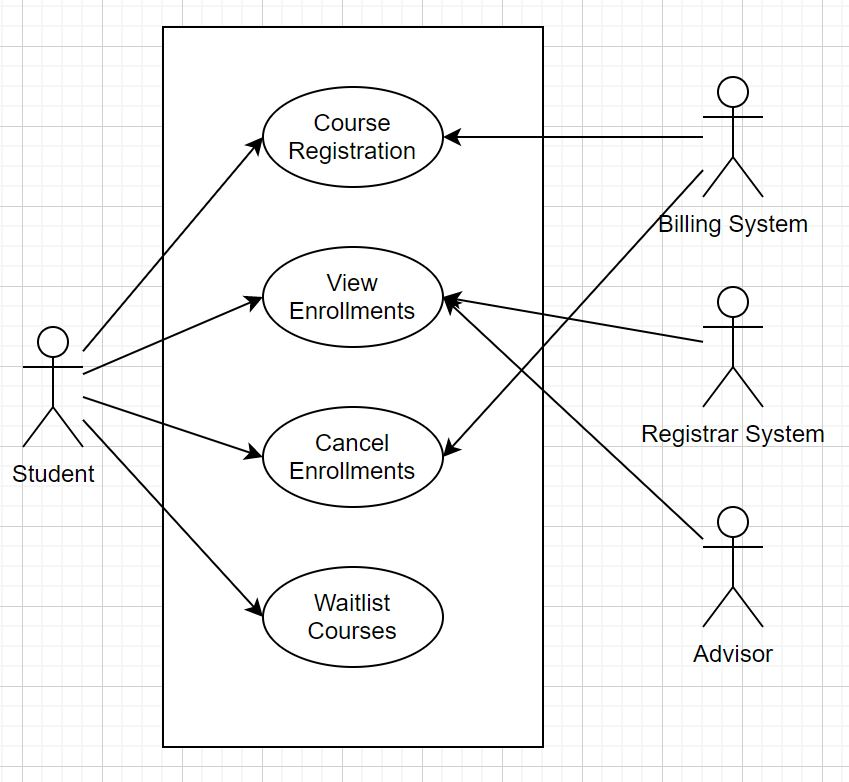 Course
Registration
View
Enrollments
Cancel
Enrollments
Waitlist
Courses
Student
Billing System
Registrar System
Advisor